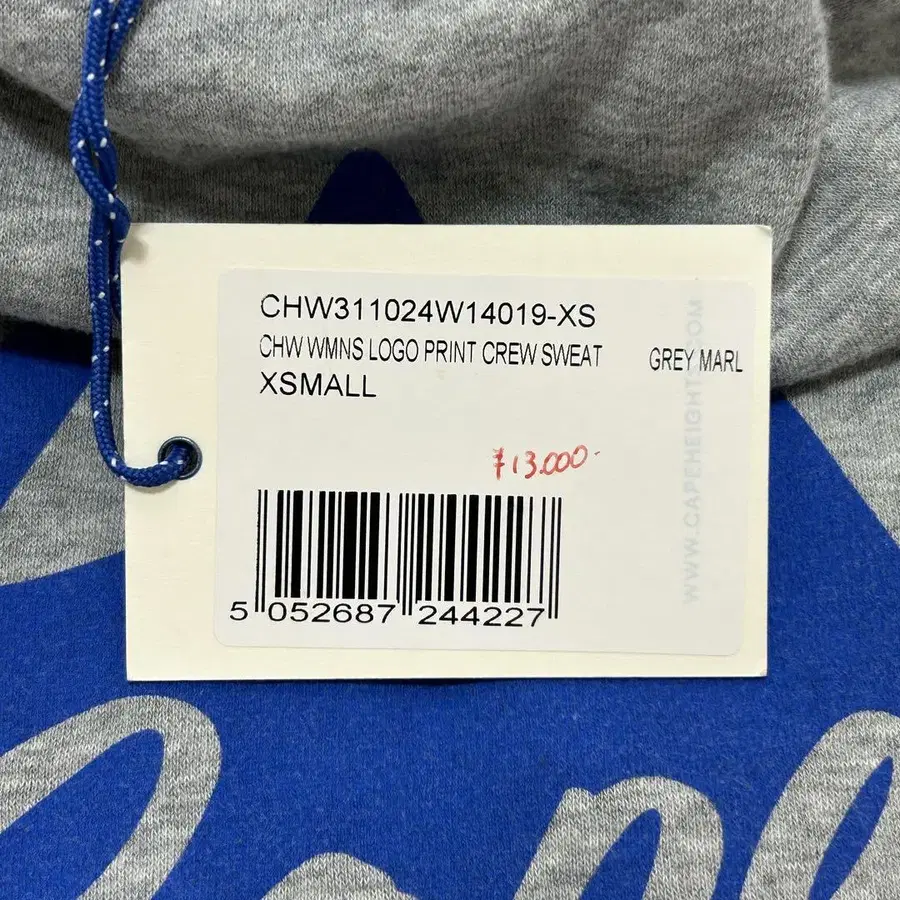 CHW311024W14019-XS
CHW WMNS LOGO PRINT CREW SWEAT GREY MARL
XSMALL
¥13.000-
5 052687 244227
WWW.CAPEHEIGHTS.COM